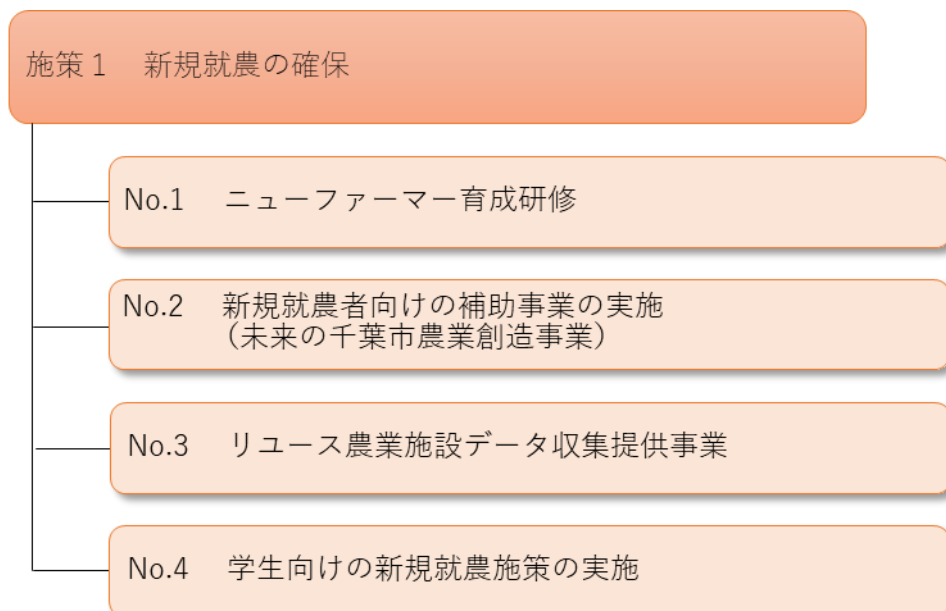 施策1 新規就農の確保
No.1 ニューファーマー育成研修
No.2 新規就農者向けの補助事業の実施
(未来の千葉市農業創造事業)
No.3 リユース農業施設データ収集提供事業
No.4 学生向けの新規就農施策の実施